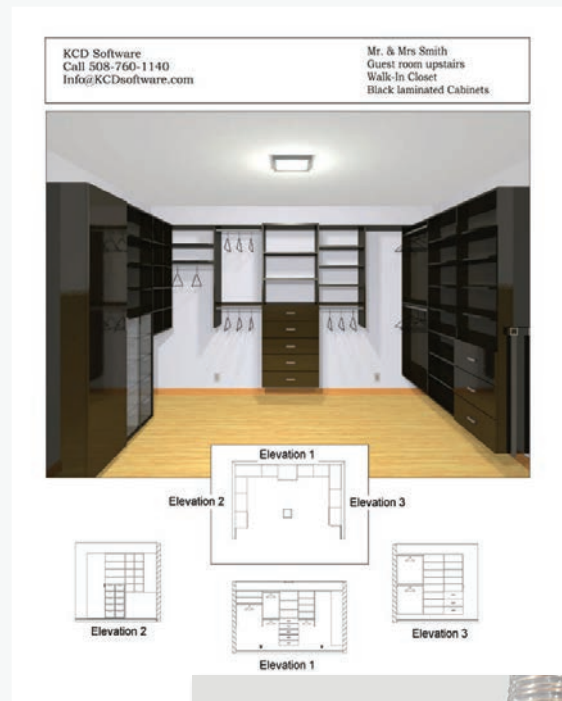 KCD Software
Call 508-760-1140
Info@KCDsoftware.com
Mr. & Mrs Smith
Guest room upstairs
Walk-In Closet
Black laminated Cabinets
Elevation 1
Elevation 2
Elevation 3
Elevation 2
Elevation 1
Elevation 3